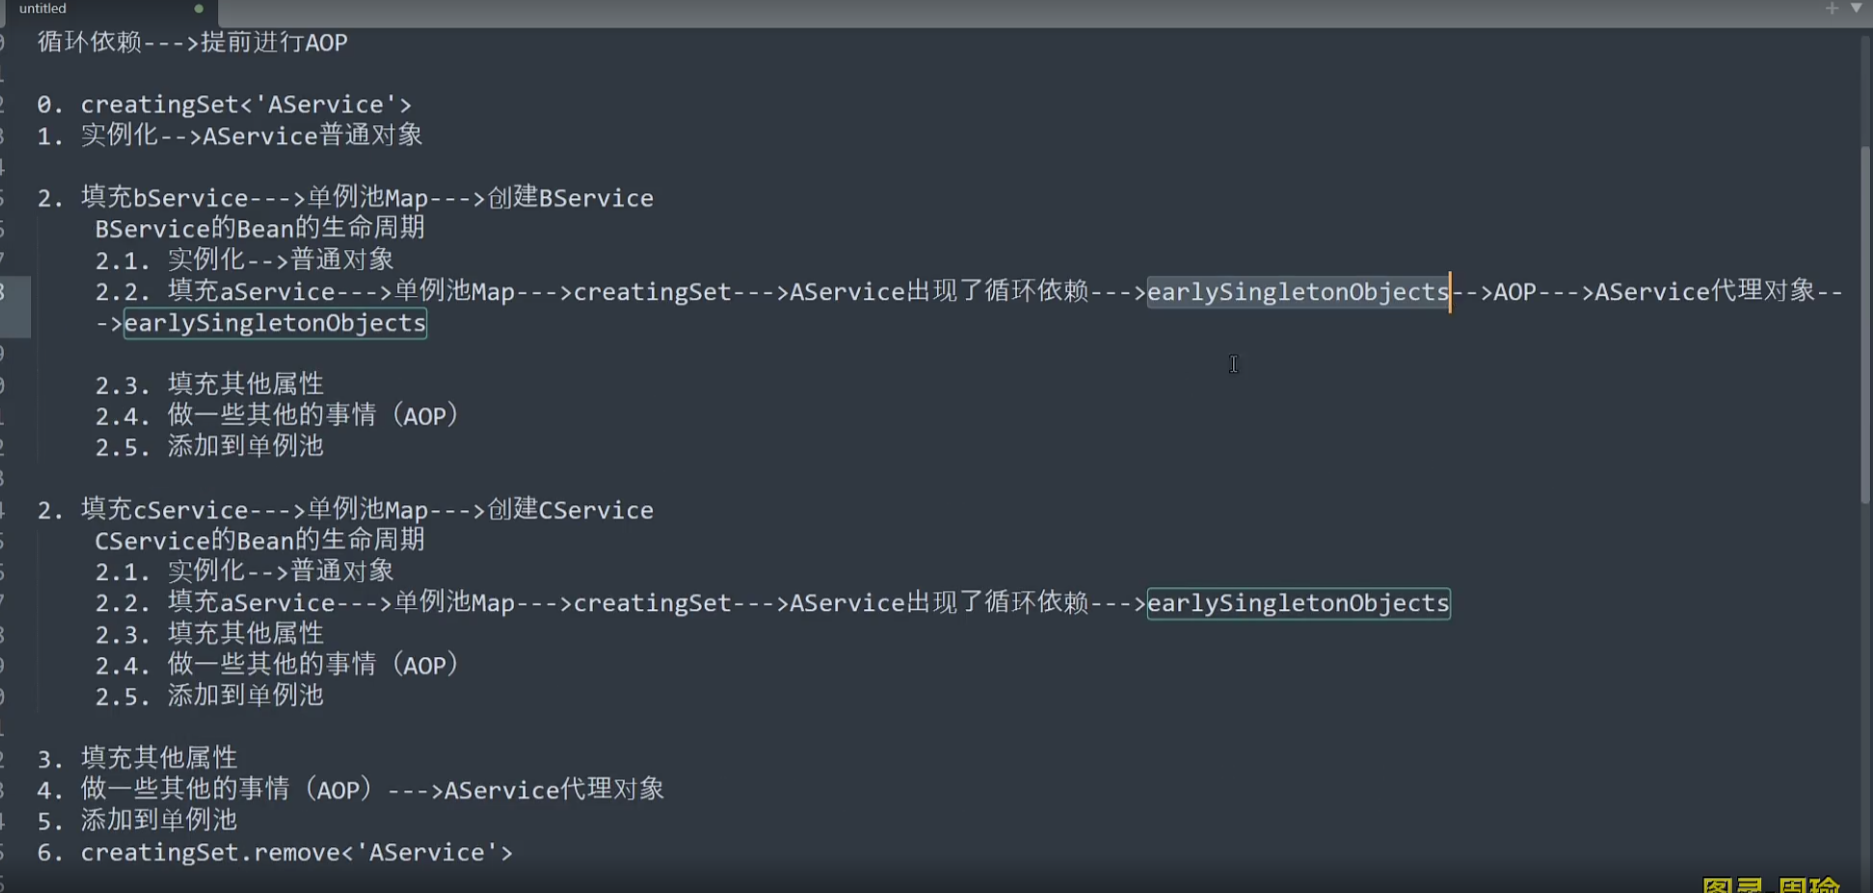 untitled
循环依赖--->提前进行AOP
0. creatingSet<'AService'>
1. 实例化-->AService普通对象
2. 填充bService--->单例池Map--->创建BService
BService的Bean的生命周期
2.1. 实例化-->普通对象
2.2. 填充aService--->单例池Map--->creatingSet--->AService出现了循环依赖--->earlySingletonObjects-->AOP--->AService代理对象--
->earlySingletonObjects
2.3. 填充其他属性
2.4. 做一些其他的事情（AOP）
2.5. 添加到单例池
2. 填充cService--->单例池Map--->创建CService
CService的Bean的生命周期
2.1. 实例化-->普通对象
2.2. 填充aService--->单例池Map--->creatingSet--->AService出现了循环依赖--->earlySingletonObjects
2.3. 填充其他属性
2.4. 做一些其他的事情（AOP）
2.5. 添加到单例池
3. 填充其他属性
4. 做一些其他的事情（AOP）--->AService代理对象
5. 添加到单例池
6. creatingSet.remove<'AService'>
图灵-周瑜